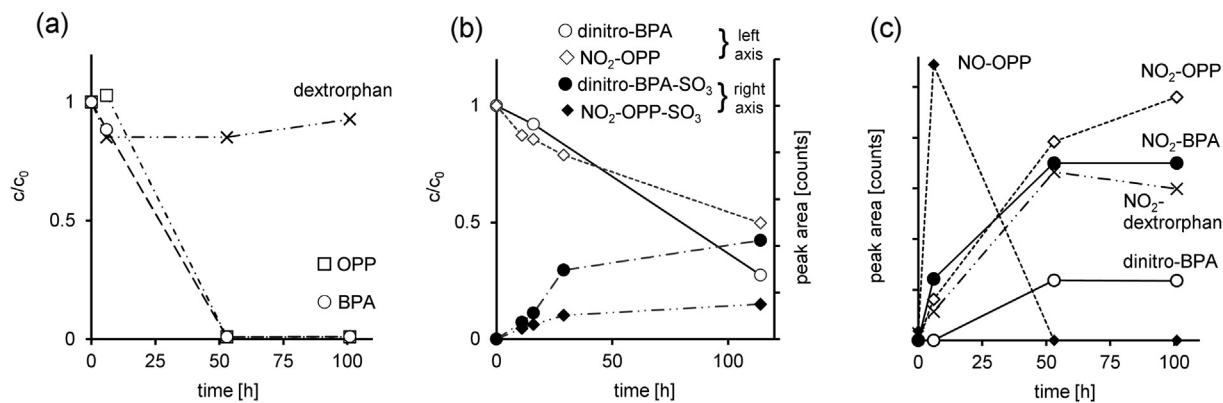 (a)
c/c₀
1
0.5
0
dextrorphan
OPP
BPA
0 25 50 75 100
time [h]
(b)
dinitro-BPA
NO₂-OPP
} left axis
dinitro-BPA-SO₃
NO₂-OPP-SO₃
} right axis
c/c₀
1
0.5
0
peak area [counts]
0 50 100
time [h]
(c)
NO-OPP
NO₂-OPP
NO₂-BPA
NO₂-
dextrorphan
dinitro-BPA
peak area [counts]
0 50 100
time [h]